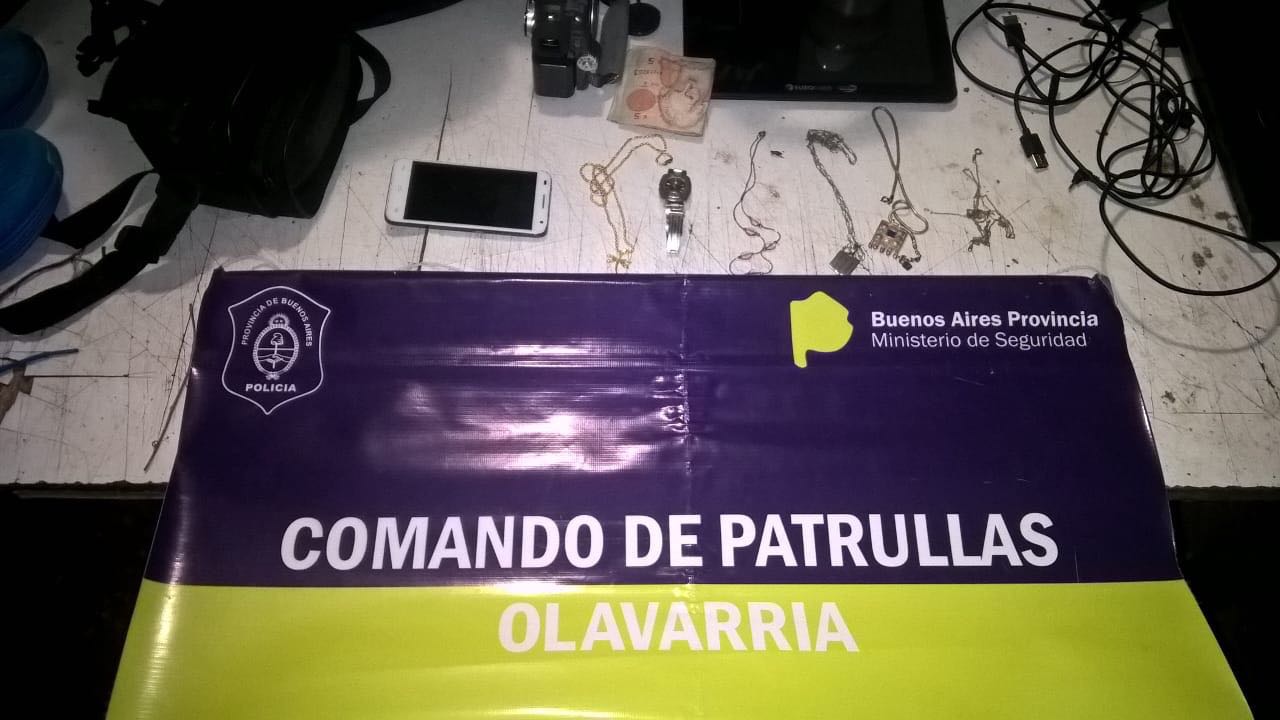 PROVINCIA DE BUENOS AIRES
POLICIA
Buenos Aires Provincia
Ministerio de Seguridad
COMANDO DE PATRULLAS
OLAVARRIA